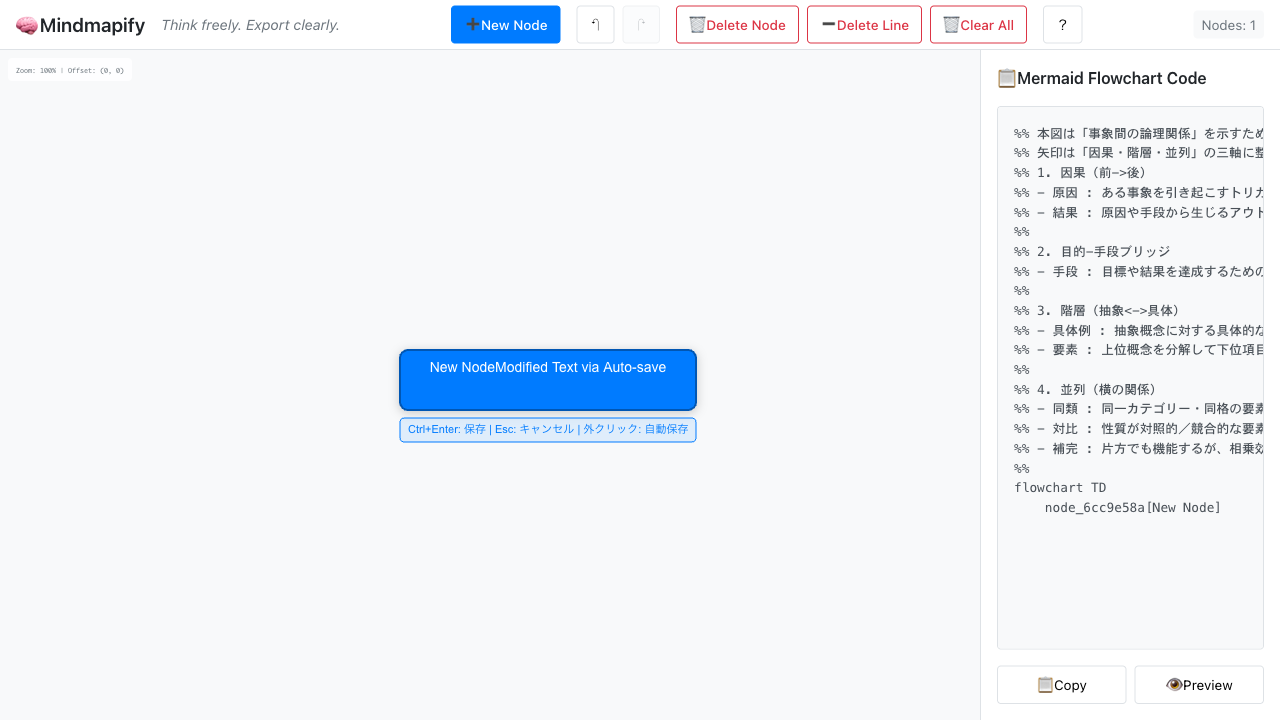 Mindmapify
Think freely. Export clearly.
New Node
Delete Node
Delete Line
Clear All
?
Nodes: 1
Zoom: 100% | Offset: (0, 0)
New NodeModified Text via Auto-save
Ctrl+Enter: 保存 | Esc: キャンセル | 外クリック: 自動保存
Mermaid Flowchart Code
%% 本図は「事象間の論理関係」を示すため
%% 矢印は「因果・階層・並列」の三軸に整
%% 1. 因果（前->後）
%% - 原因 : ある事象を引き起こすトリガ
%% - 結果 : 原因や手段から生じるアウト
%%
%% 2. 目的-手段ブリッジ
%% - 手段 : 目標や結果を達成するための
%%
%% 3. 階層（抽象<->具体）
%% - 具体例 : 抽象概念に対する具体的な
%% - 要素 : 上位概念を分解して下位項目
%%
%% 4. 並列（横の関係）
%% - 同類 : 同一カテゴリー・同格の要素
%% - 対比 : 性質が対照的／競合的な要素
%% - 補完 : 片方でも機能するが、相乗効
%%
flowchart TD
node_6cc9e58a[New Node]
Copy
Preview